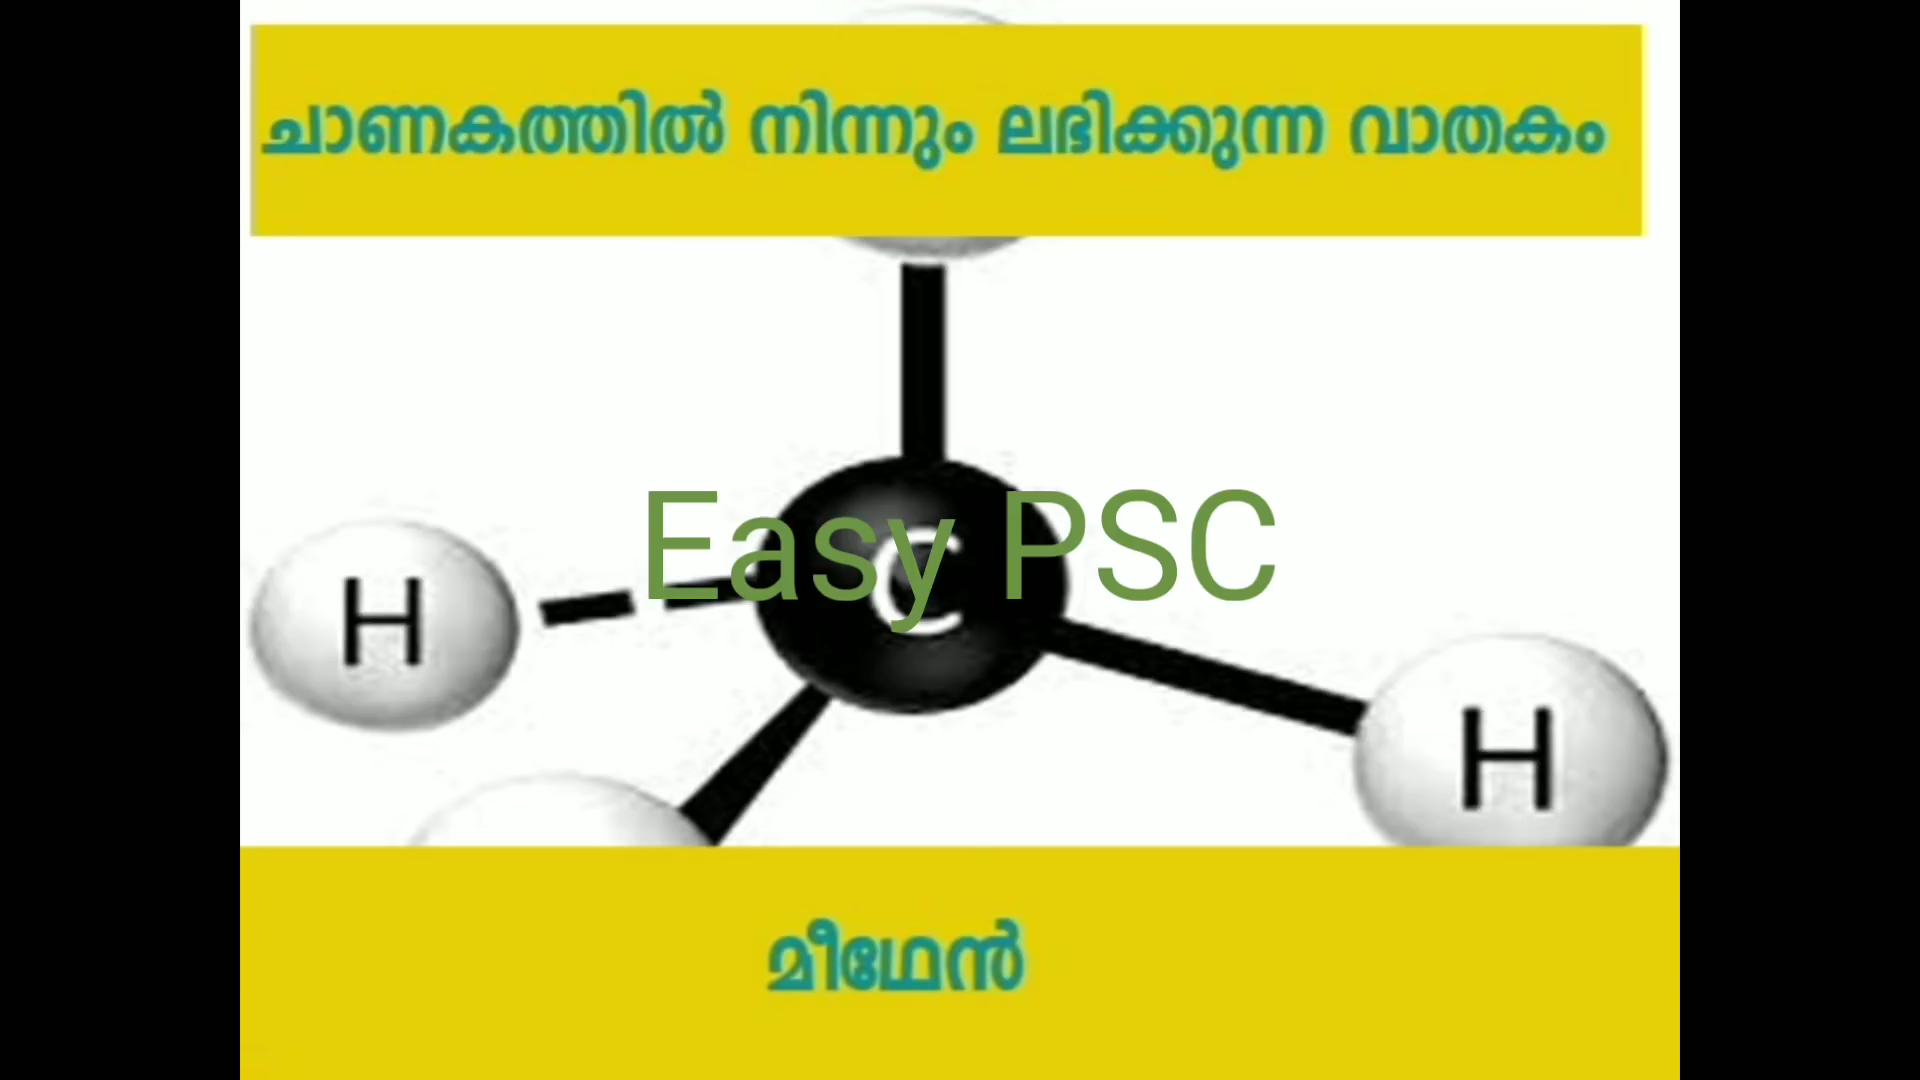 ചാണകത്തിൽ നിന്നും ലഭിക്കുന്ന വാതകം
Easy PSC
C
H
H
മീഥേൻ